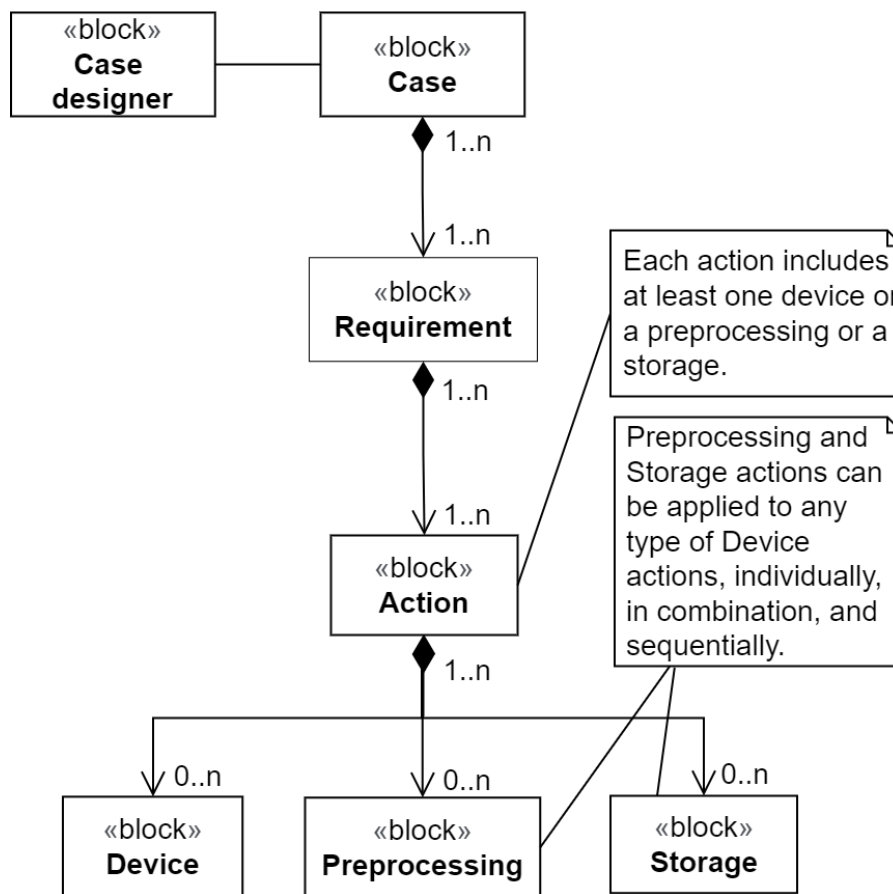 «block»
Case
designer
«block»
Case
1..n
1..n
«block»
Requirement
1..n
1..n
Each action includes
at least one device or
a preprocessing or a
storage.
«block»
Action
1..n
Preprocessing and
Storage actions can
be applied to any
type of Device
actions, individually,
in combination, and
sequentially.
0..n
0..n
0..n
«block»
Device
«block»
Preprocessing
«block»
Storage